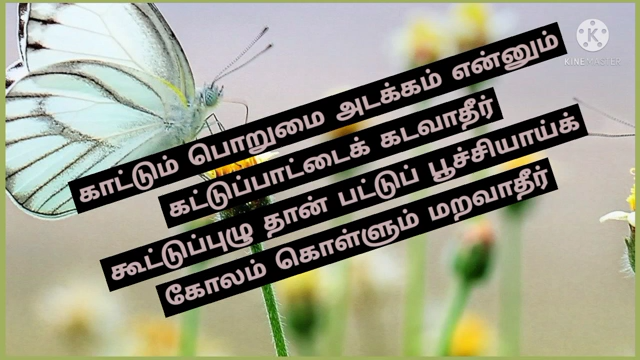 KINEMASTER
காட்டும் பொறுமை அடக்கம் என்னும்
கட்டுப்பாட்டைக் கடவாதீர்
கூட்டுப்புழு தான் பட்டுப் பூச்சியாய்க்
கோலம் கொள்ளும் மறவாதீர்